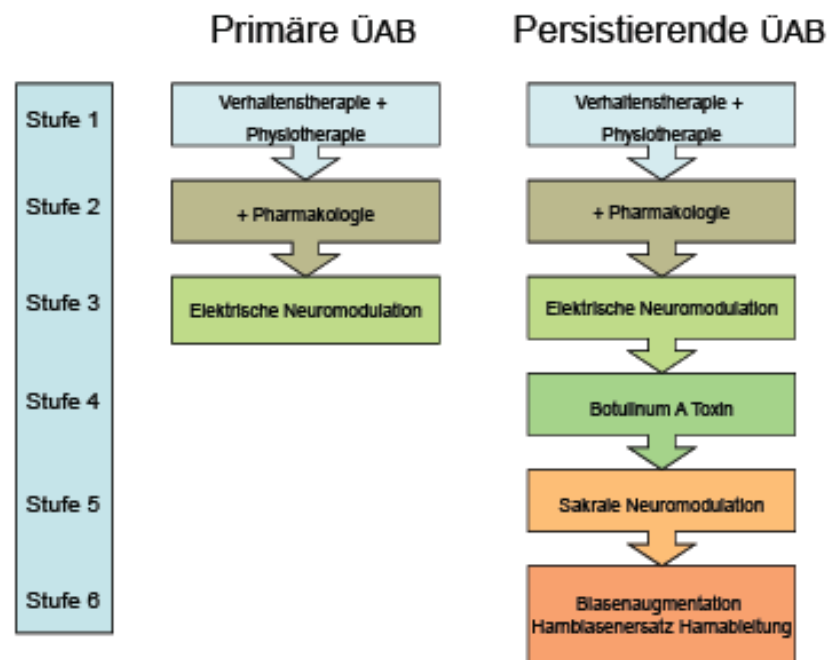 Primäre ÜAB
Persistierende ÜAB
Stufe 1
Verhaltenstherapie +
Physiotherapie
Verhaltenstherapie +
Physiotherapie
Stufe 2
+ Pharmakologie
+ Pharmakologie
Stufe 3
Elektrische Neuromodulation
Elektrische Neuromodulation
Stufe 4
Botulinum A Toxin
Stufe 5
Sakrale Neuromodulation
Stufe 6
Blasenaugmentation
Harnblasenersatz Harnableitung